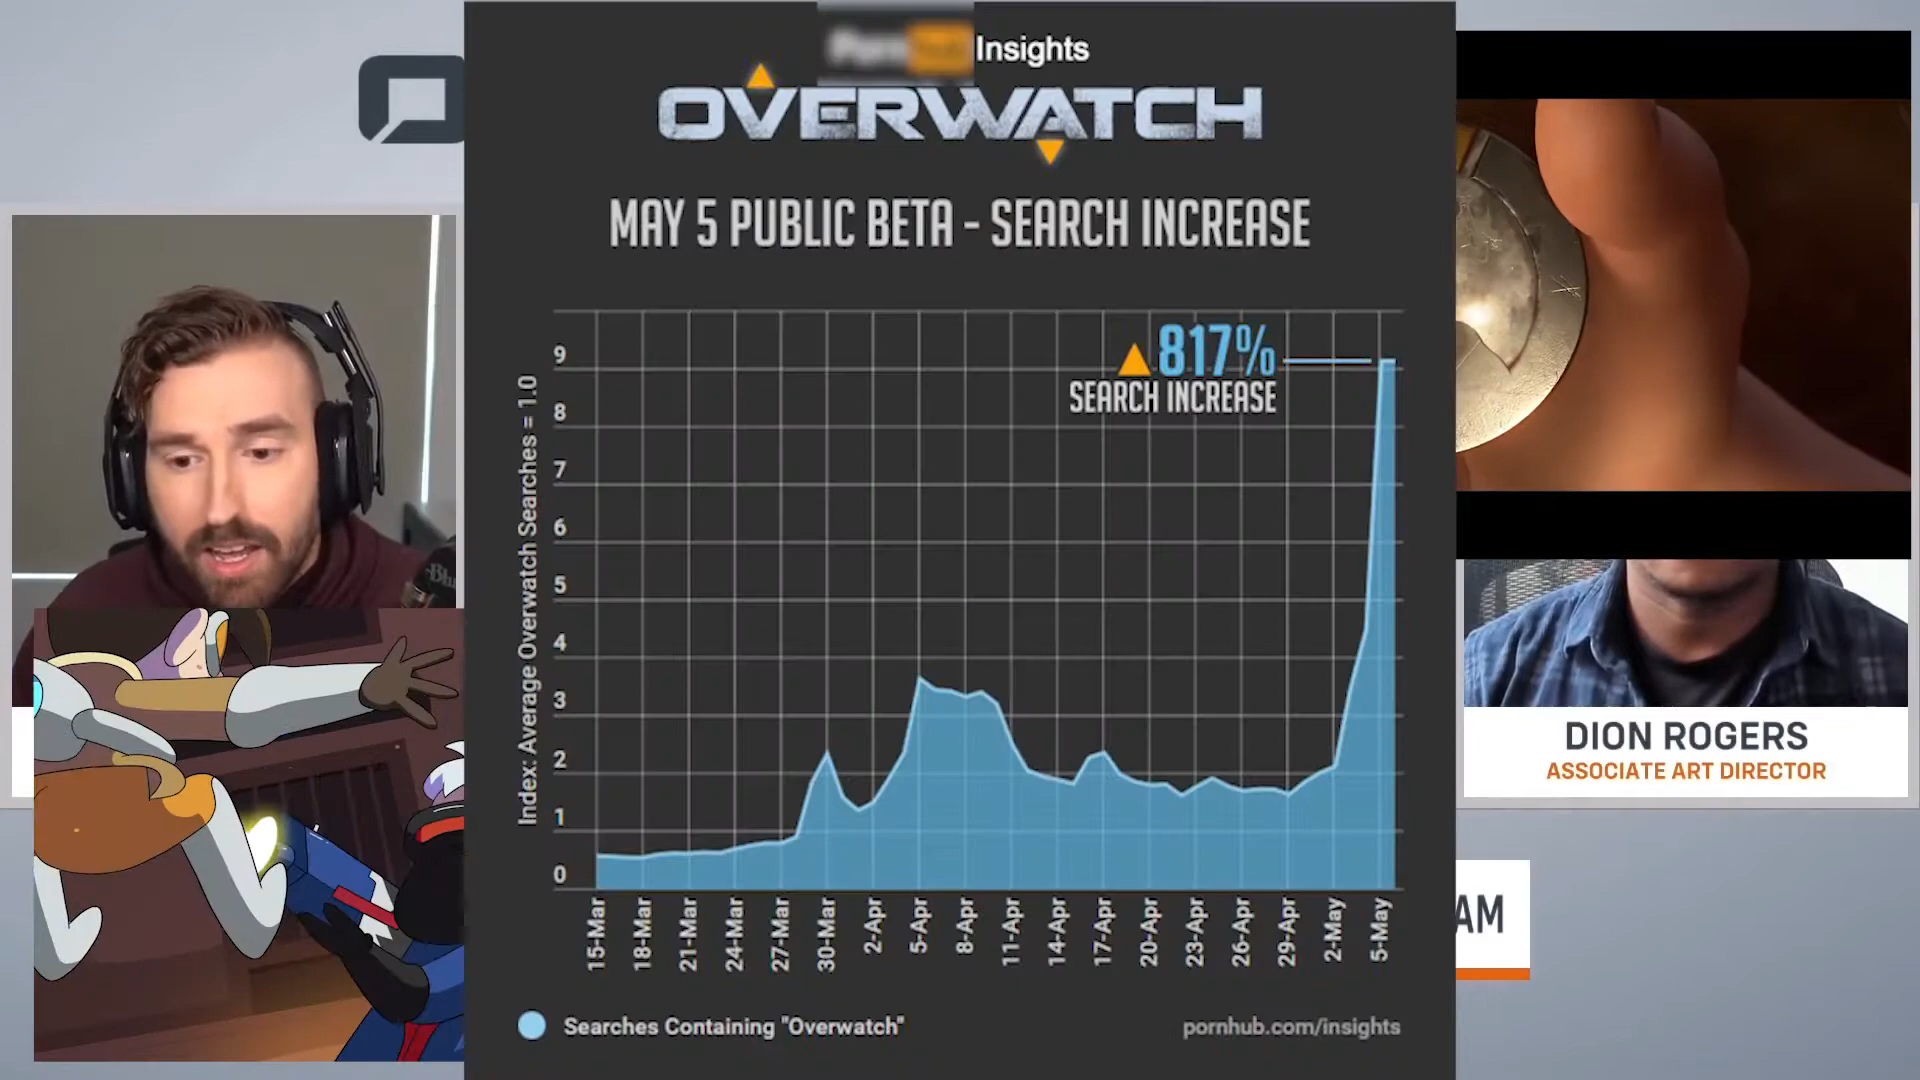 Insights
OVERWATCH
MAY 5 PUBLIC BETA - SEARCH INCREASE
817%
SEARCH INCREASE
Index: Average Overwatch Searches = 1.0
9
8
7
6
5
4
3
2
1
0
15-Mar
18-Mar
21-Mar
24-Mar
27-Mar
30-Mar
2-Apr
5-Apr
8-Apr
11-Apr
14-Apr
17-Apr
20-Apr
23-Apr
26-Apr
29-Apr
2-May
5-May
Searches Containing "Overwatch"
pornhub.com/insights
DION ROGERS
ASSOCIATE ART DIRECTOR
AM